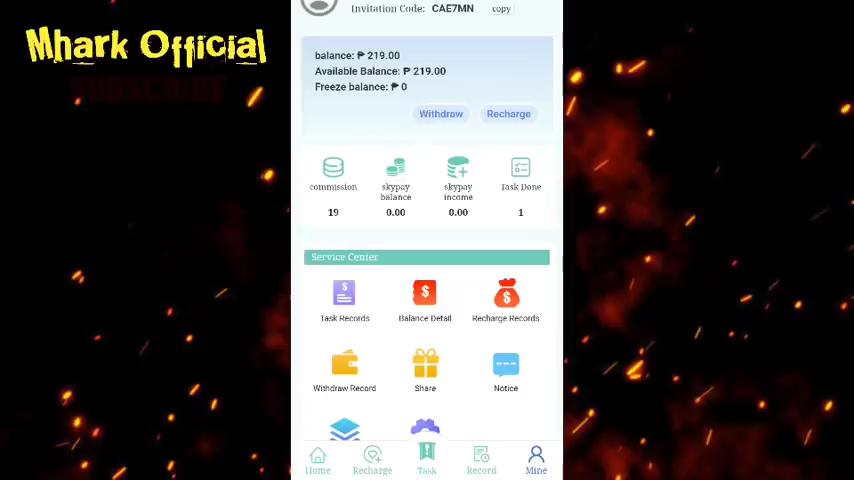 Mhark Official
SUBSCRIBE
Invitation Code: CAE7MN copy
balance: ₱ 219.00
Available Balance: ₱ 219.00
Freeze balance: ₱ 0
Withdraw Recharge
commission skypay balance skypay income Task Done
19 0.00 0.00 1
Service Center
Task Records Balance Detail Recharge Records
Withdraw Record Share Notice
Home Recharge Task Record Mine